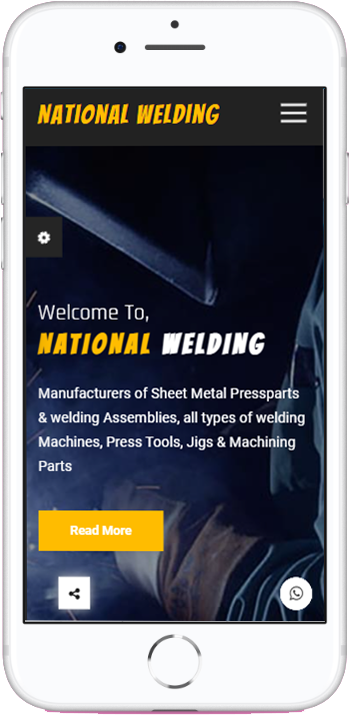 NATIONAL WELDING
Welcome To,
NATIONAL WELDING
Manufacturers of Sheet Metal Pressparts
& welding Assemblies, all types of welding
Machines, Press Tools, Jigs & Machining
Parts
Read More